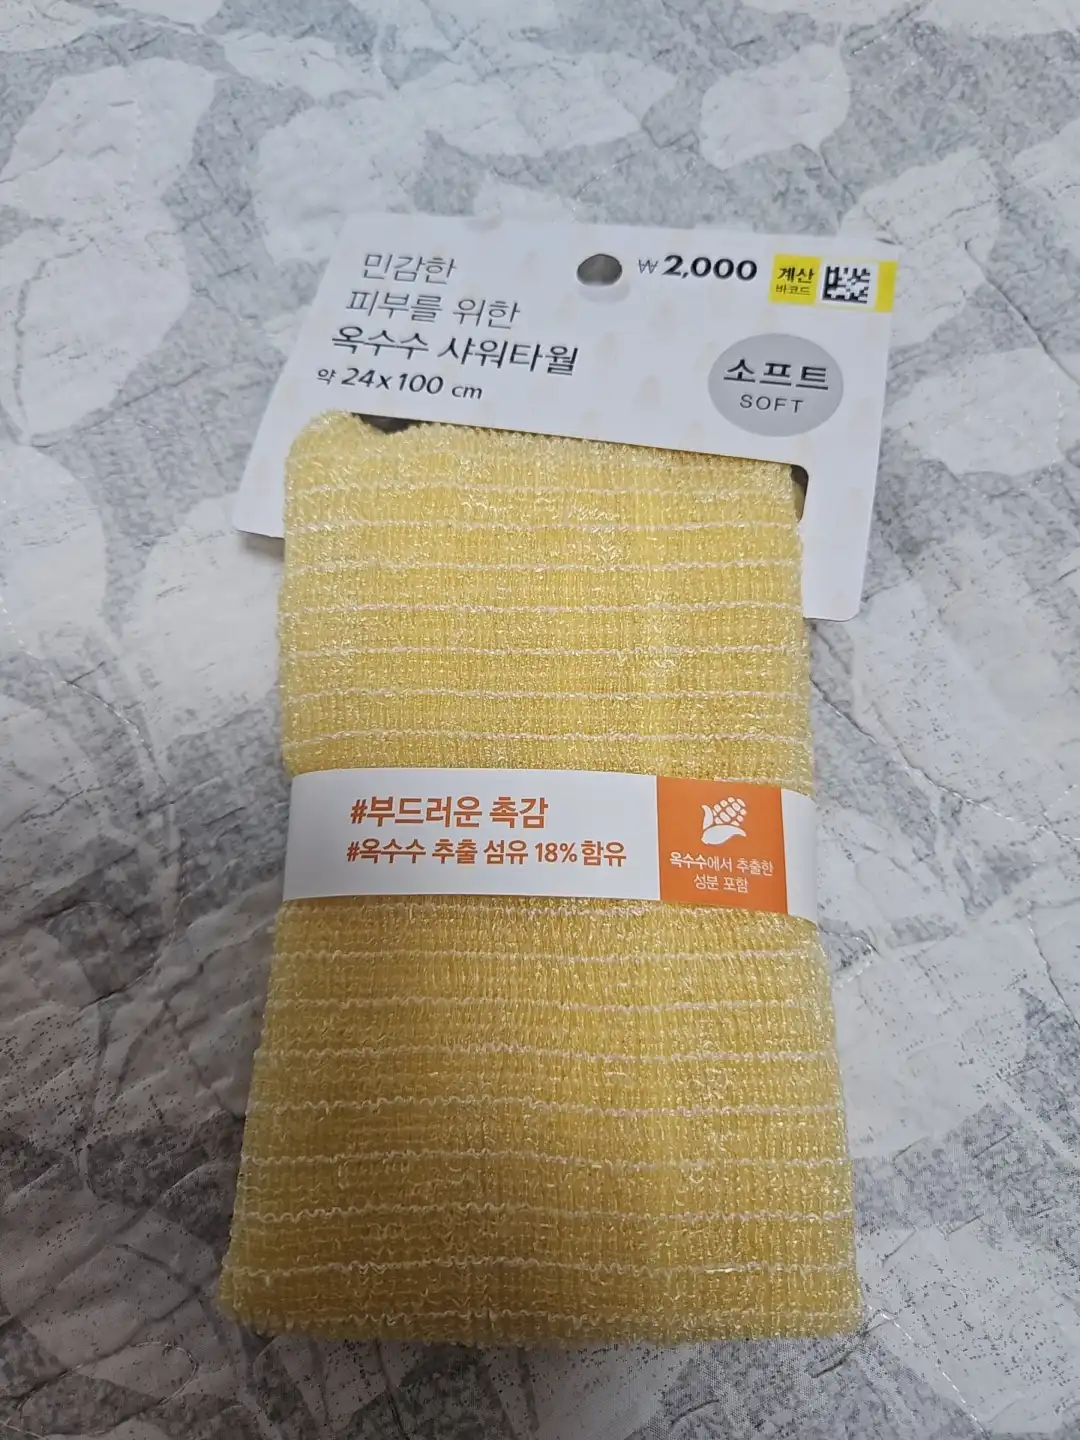 민감한
피부를 위한
옥수수 샤워타월
약 24x100 cm
₩2,000
계산
바코드
소프트
SOFT
#부드러운 촉감
#옥수수 추출 섬유 18% 함유
옥수수에서 추출한
성분 포함